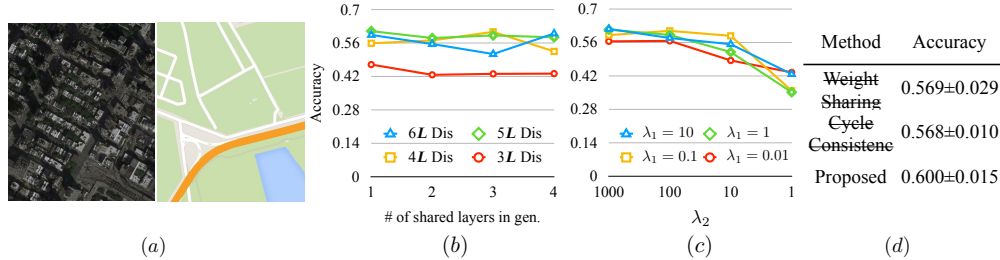 0.7
0.56
0.42
0.28
0.14
0
Accuracy
6L Dis
5L Dis
4L Dis
3L Dis
1 2 3 4
# of shared layers in gen.
0.7
0.56
0.42
0.28
0.14
0
λ₁ = 10
λ₁ = 1
λ₁ = 0.1
λ₁ = 0.01
1000 100 10 1
λ₂
Method Accuracy
Weight
Sharing
0.569±0.029
Cycle
Consistenc
0.568±0.010
Proposed 0.600±0.015
(a) (b) (c) (d)